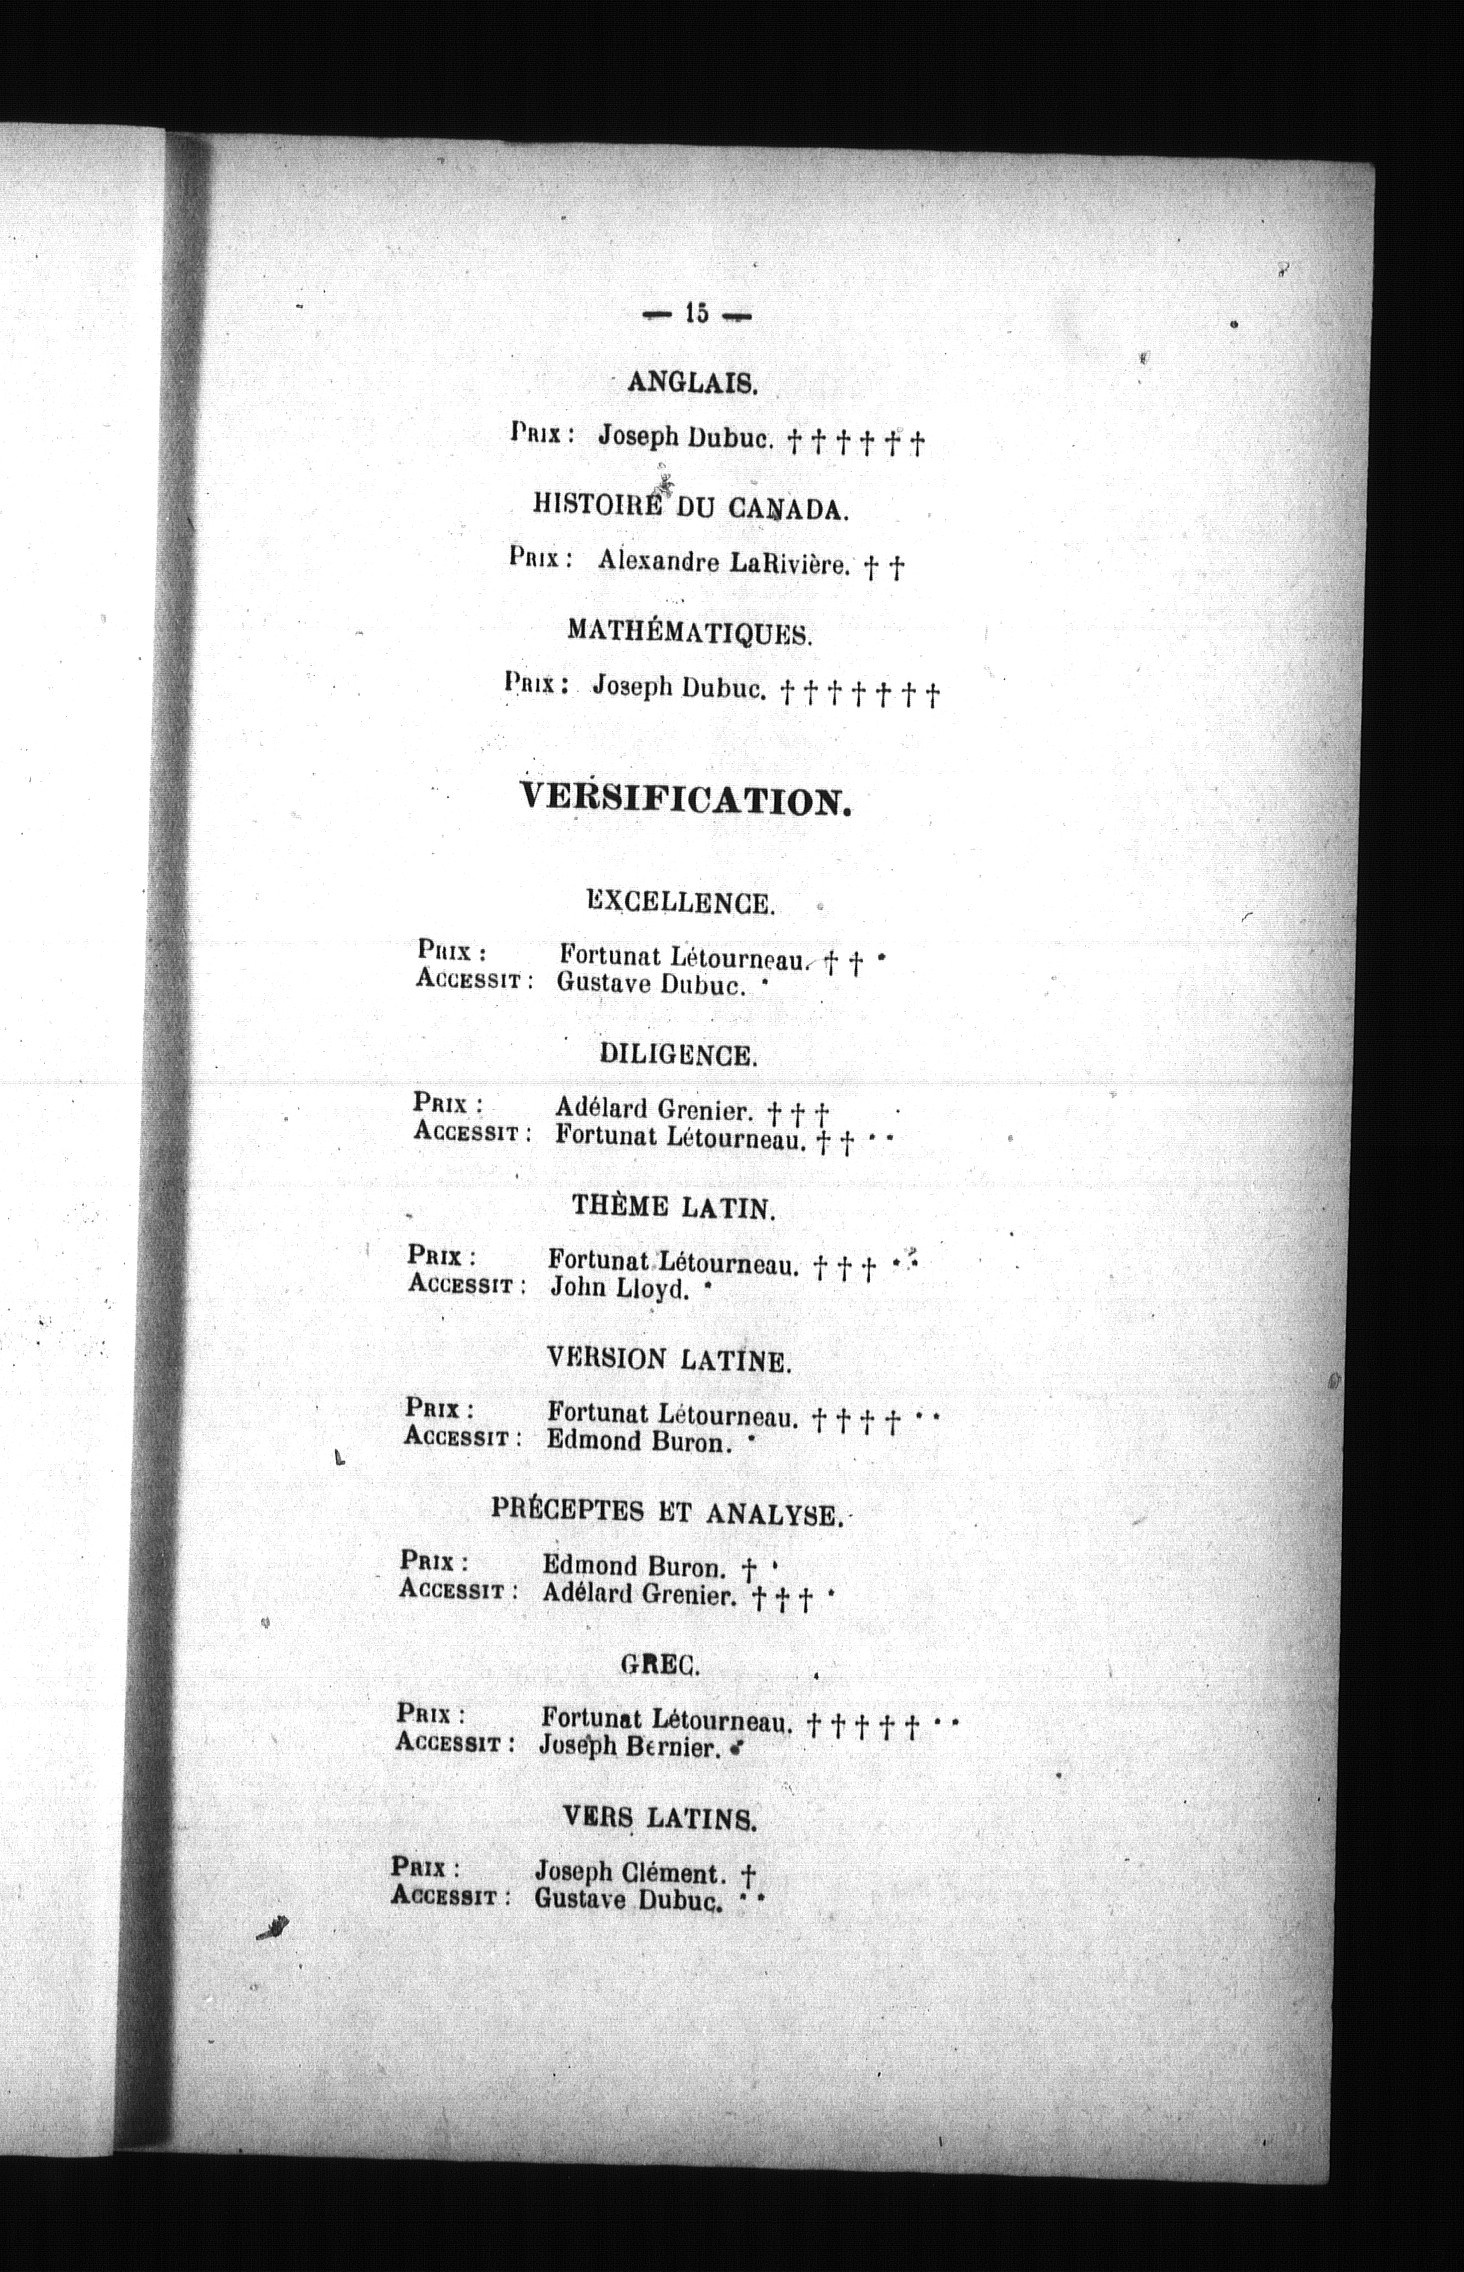 — 15 —
ANGLAIS.
PRIX : Joseph Dubuc. † † † † † †
HISTOIRE DU CANADA.
PRIX : Alexandre LaRivière. † †
MATHÉMATIQUES.
PRIX : Joseph Dubuc. † † † † † † †
VERSIFICATION.
EXCELLENCE.
PRIX : Fortunat Létourneau. † † *
ACCESSIT : Gustave Dubuc. *
DILIGENCE.
PRIX : Adélard Grenier. † † †
ACCESSIT : Fortunat Létourneau. † † * *
THÈME LATIN.
PRIX : Fortunat Létourneau. † † † * *
ACCESSIT : John Lloyd. *
VERSION LATINE.
PRIX : Fortunat Létourneau. † † † † * *
ACCESSIT : Edmond Buron. *
PRÉCEPTES ET ANALYSE.
PRIX : Edmond Buron. † *
ACCESSIT : Adélard Grenier. † † † *
GREC.
PRIX : Fortunat Létourneau. † † † † † * *
ACCESSIT : Joseph Bernier. *
VERS LATINS.
PRIX : Joseph Clément. †
ACCESSIT : Gustave Dubuc. * *